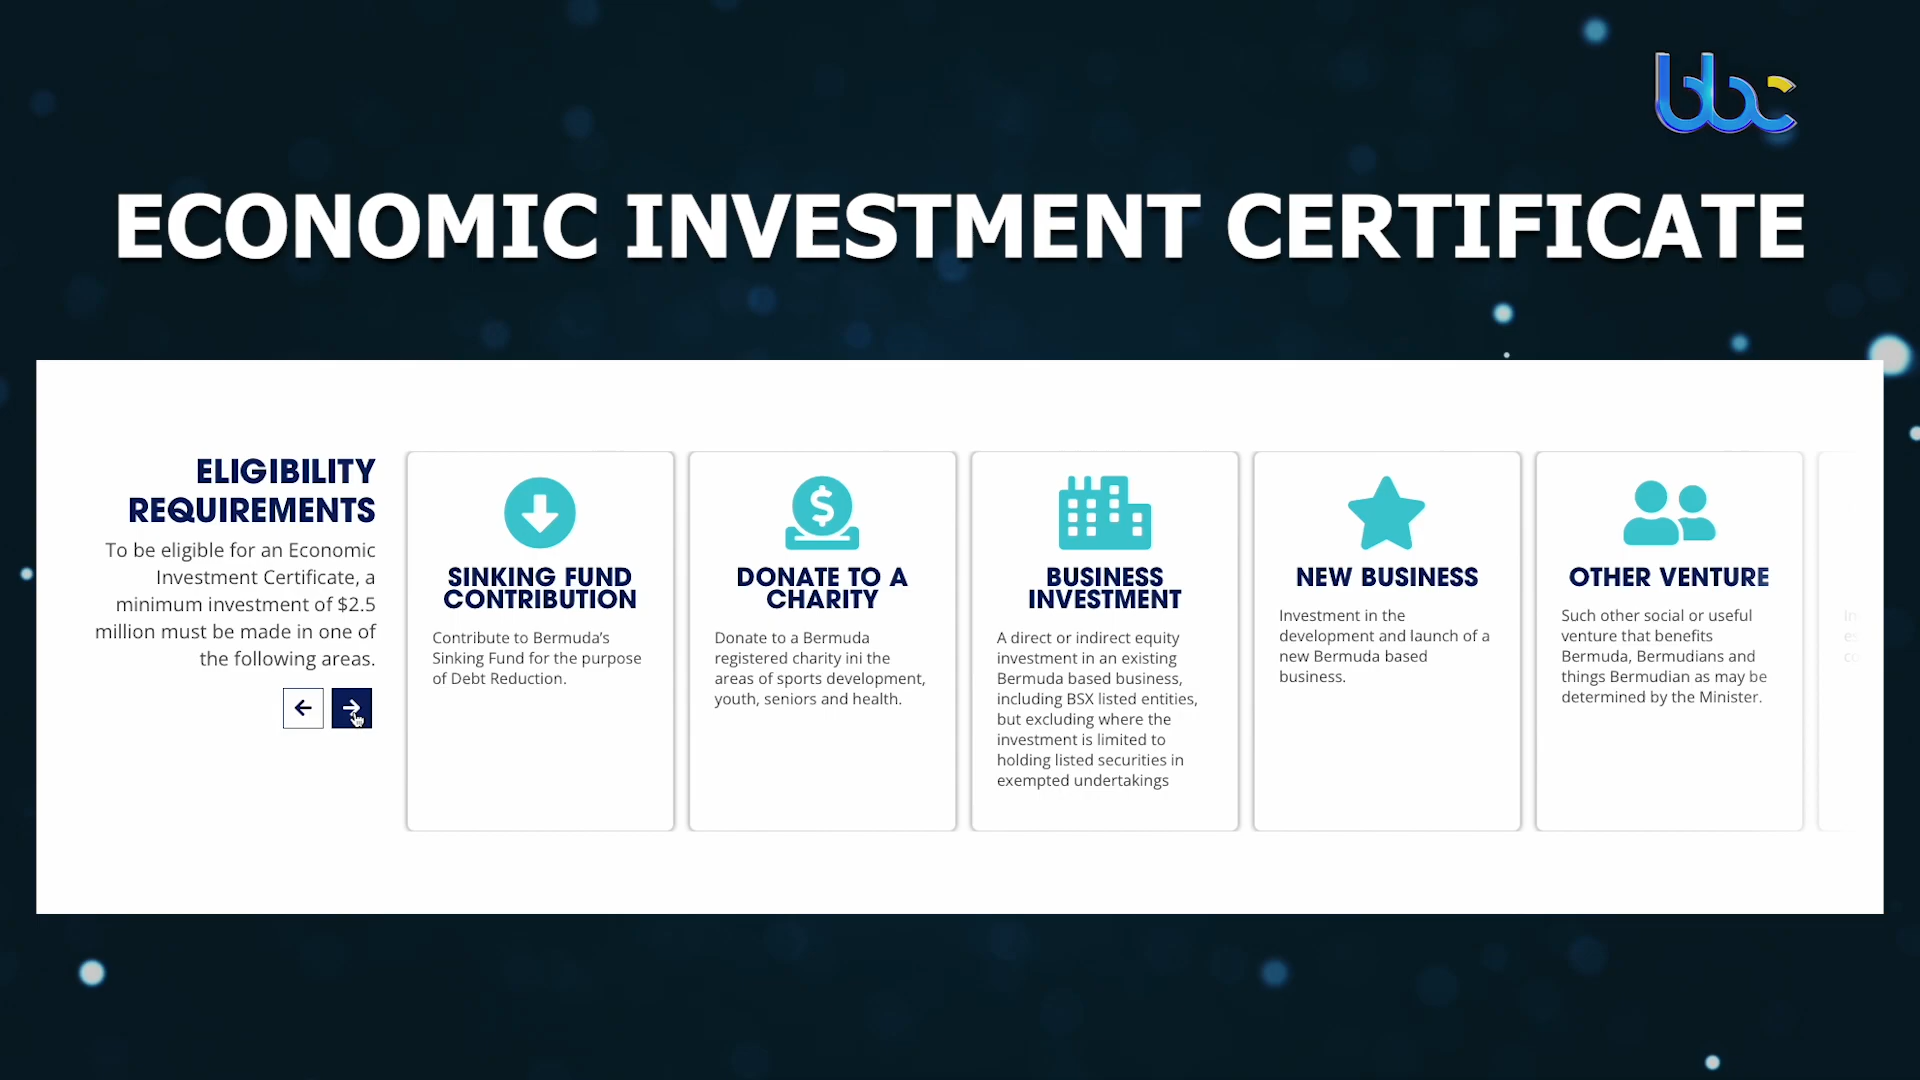 bbc
ECONOMIC INVESTMENT CERTIFICATE
ELIGIBILITY
REQUIREMENTS
To be eligible for an Economic
Investment Certificate, a
minimum investment of $2.5
million must be made in one of
the following areas.
SINKING FUND
CONTRIBUTION
Contribute to Bermuda's
Sinking Fund for the purpose
of Debt Reduction.
DONATE TO A
CHARITY
Donate to a Bermuda
registered charity ini the
areas of sports development,
youth, seniors and health.
BUSINESS
INVESTMENT
A direct or indirect equity
investment in an existing
Bermuda based business,
including BSX listed entities,
but excluding where the
investment is limited to
holding listed securities in
exempted undertakings
NEW BUSINESS
Investment in the
development and launch of a
new Bermuda based
business.
OTHER VENTURE
Such other social or useful
venture that benefits
Bermuda, Bermudians and
things Bermudian as may be
determined by the Minister.